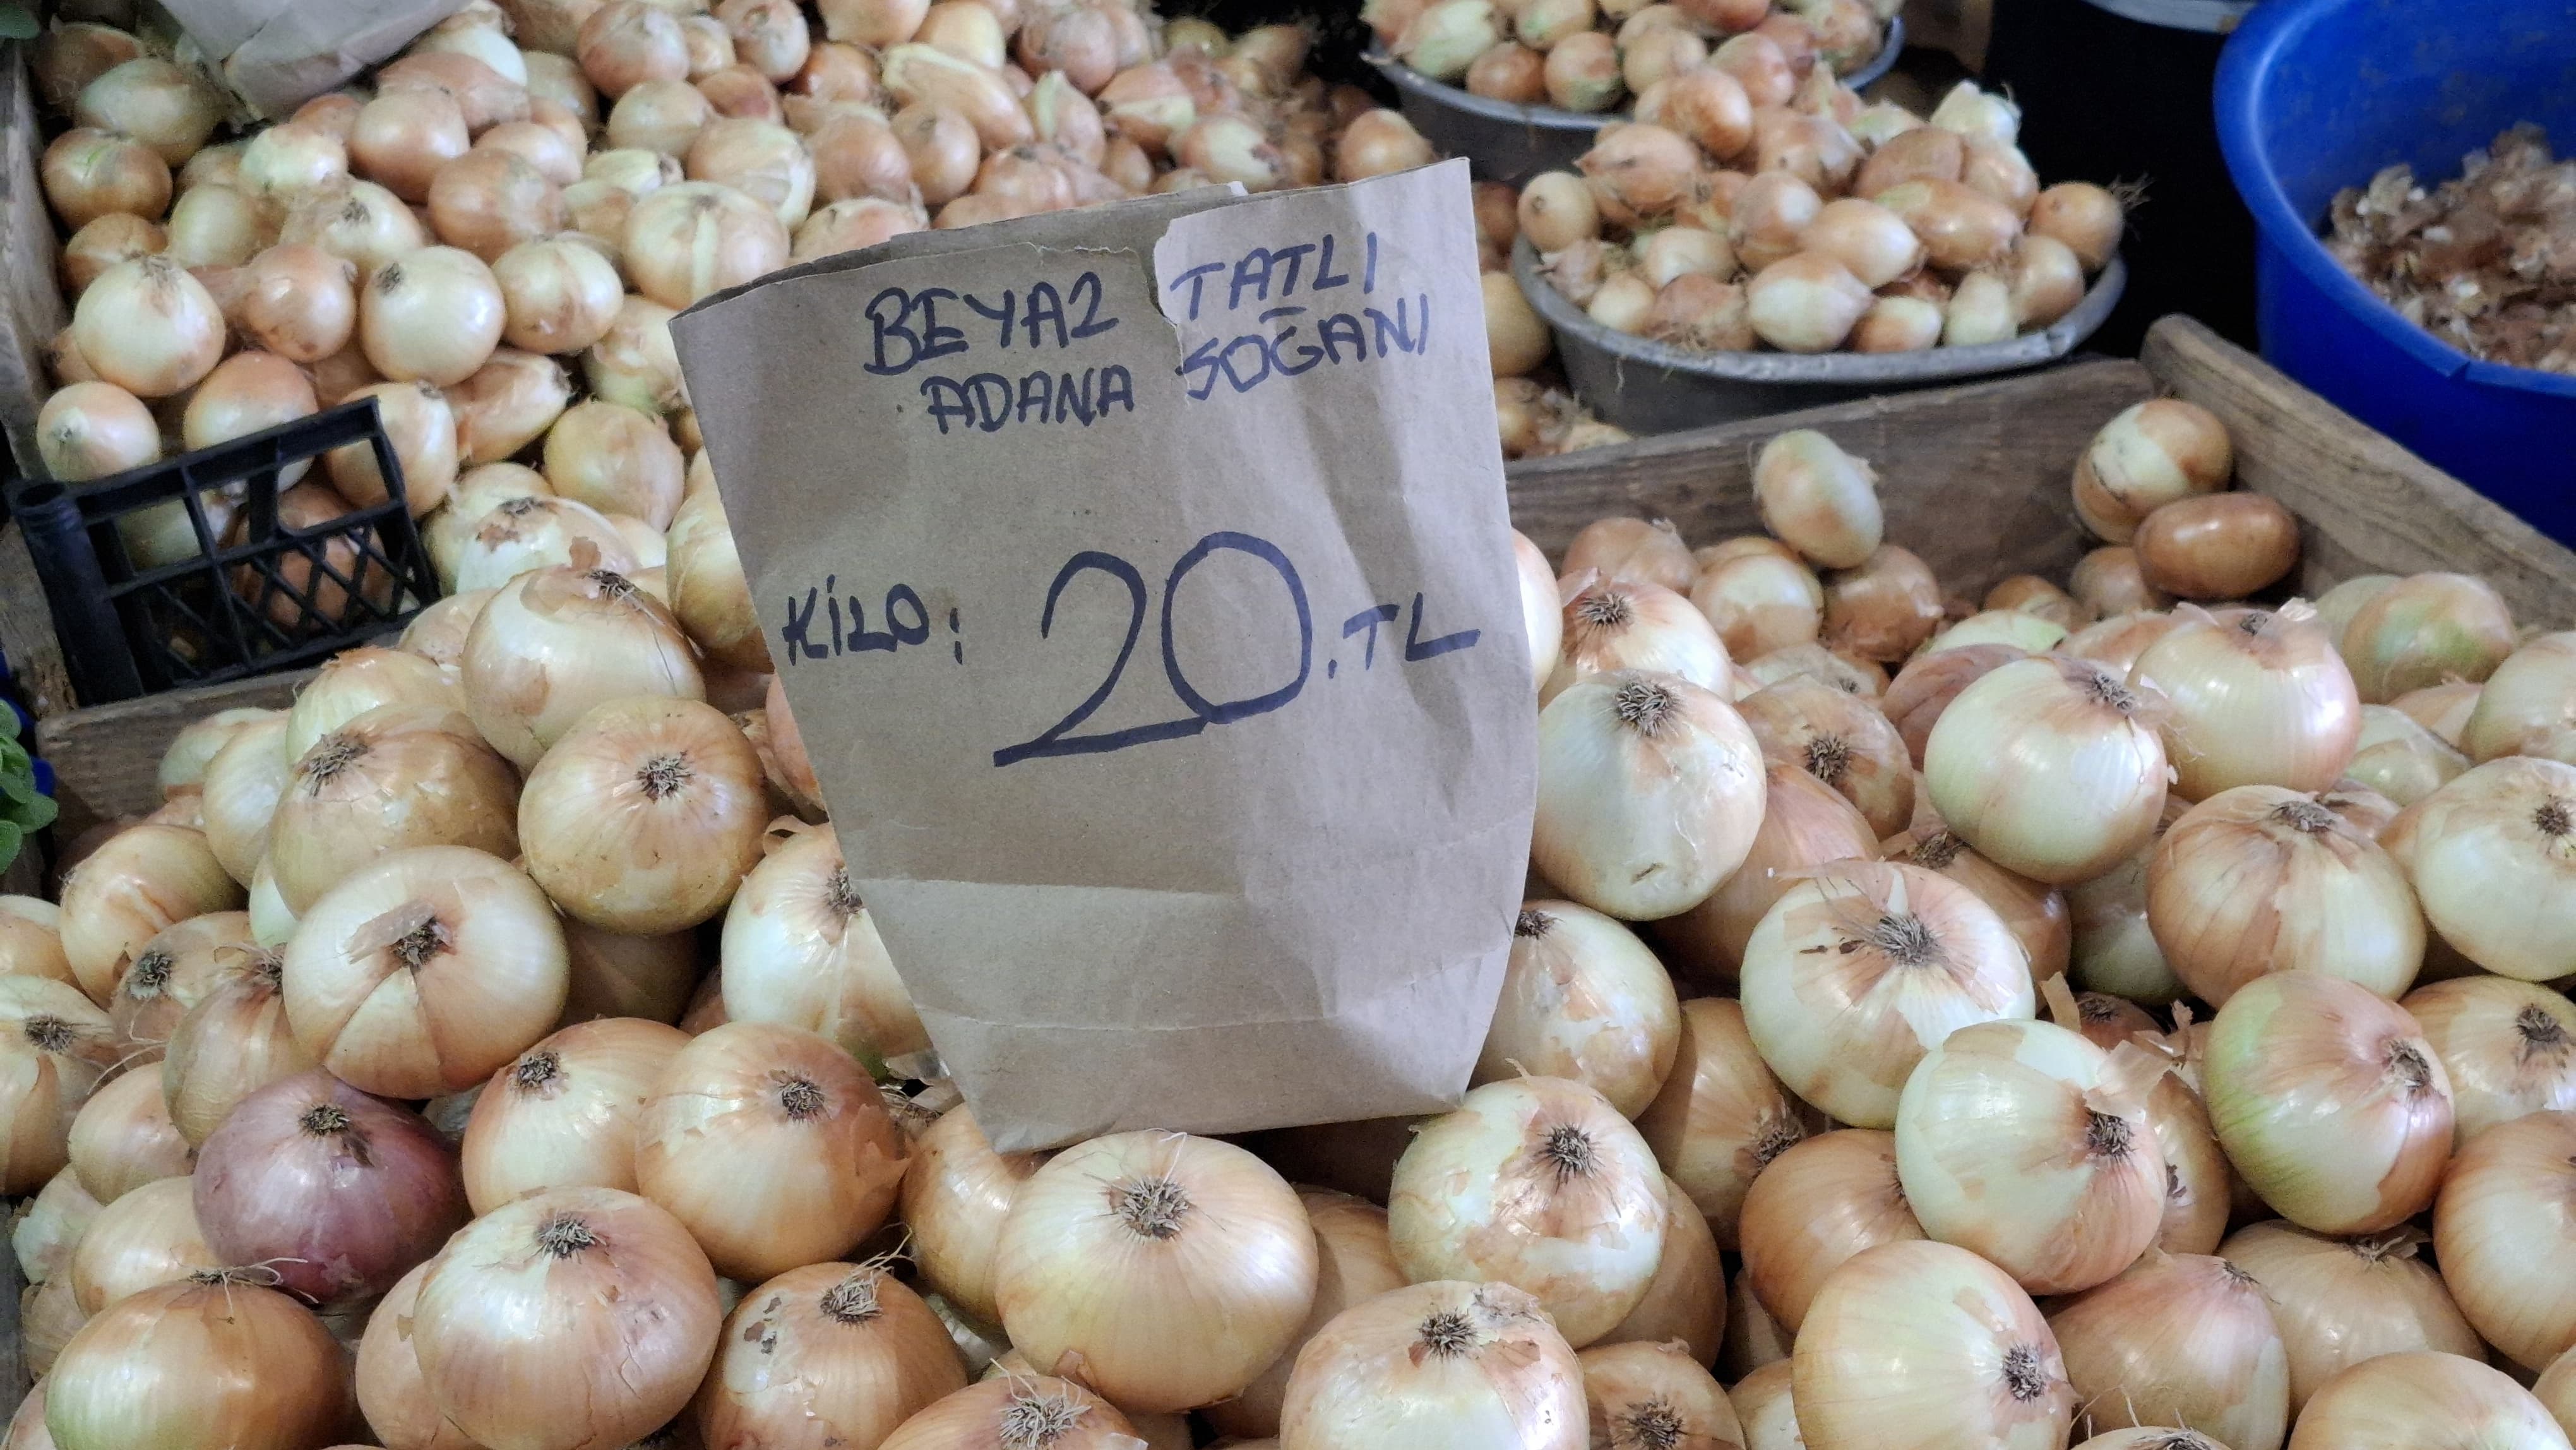 BEYAZ TATLI
ADANA SOĞANI
KİLO: 20.TL